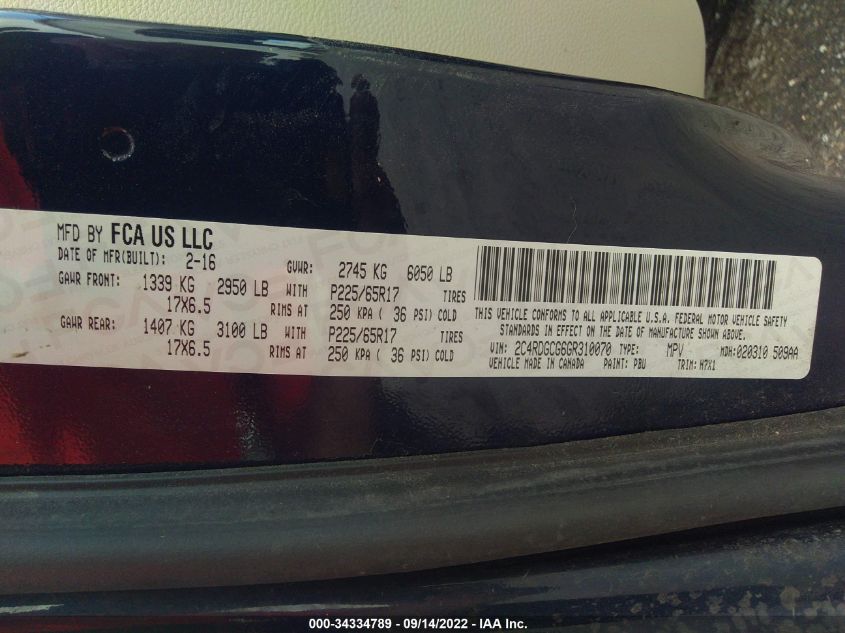 MFD BY FCA US LLC
DATE OF MFR(BUILT): 2-16 GVWR: 2745 KG 6050 LB
GAWR FRONT: 1339 KG 2950 LB WITH P225/65R17 TIRES
17X6.5 RIMS AT 250 KPA ( 36 PSI) COLD
GAWR REAR: 1407 KG 3100 LB WITH P225/65R17 TIRES
17X6.5 RIMS AT 250 KPA ( 36 PSI) COLD
THIS VEHICLE CONFORMS TO ALL APPLICABLE U.S.A. FEDERAL MOTOR VEHICLE SAFETY
STANDARDS IN EFFECT ON THE DATE OF MANUFACTURE SHOWN ABOVE.
VIN: 2C4RDGCG6GR310070 TYPE: MPV MDH:020310 509AA
VEHICLE MADE IN CANADA PAINT: PBU TRIM: M7X1
000-34334789 - 09/14/2022 - IAA Inc.